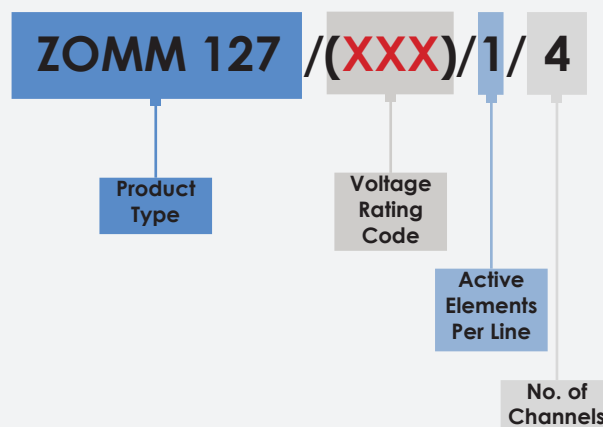 ZOMM 127 /(XXX)/1/ 4
Product
Type
Voltage
Rating
Code
Active
Elements
Per Line
No. of
Channels